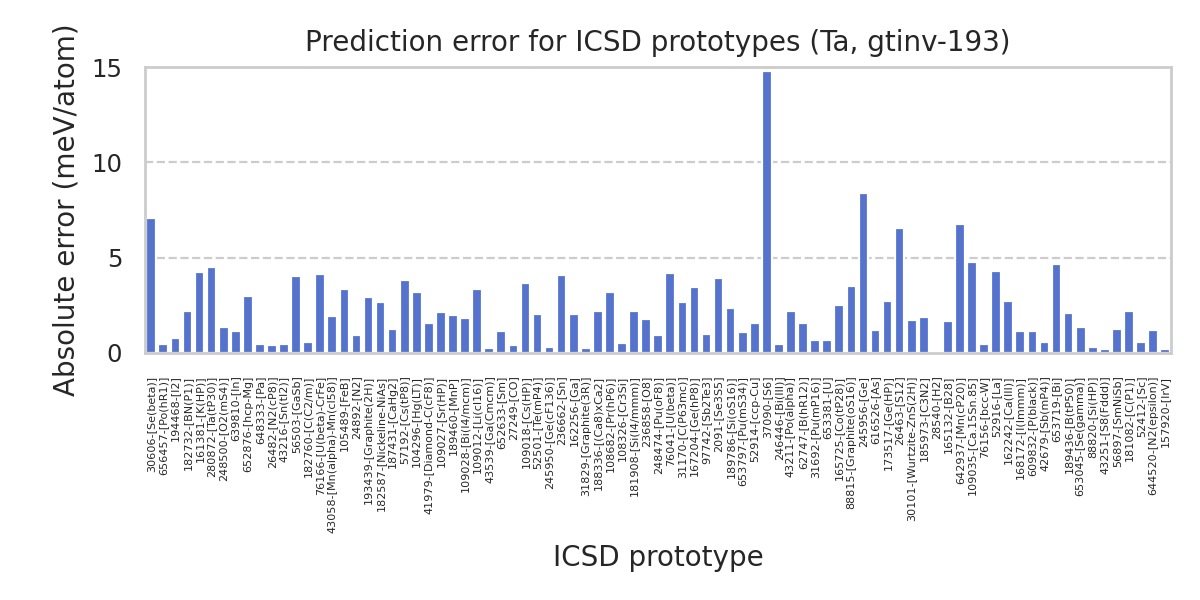 Prediction error for ICSD prototypes (Ta, gtinv-193)
Absolute error (meV/atom)
15
10
5
0
30606-[Se(beta)]
656457-[Po(hR1)]
194468-[I2]
182732-[BN(P1)]
161381-[K(HP)]
280872-[Ta(tP30)]
248500-[O2(mS4)]
639810-[In]
652876-[hcp-Mg]
648333-[Pa]
26482-[N2(cP8)]
43216-[Sn(tI2)]
56503-[GaSb]
182760-[C(C2/m)]
76166-[U(beta)-CrFe]
43058-[Mn(alpha)-Mn(cI58)]
105489-[FeB]
24892-[N2]
193439-[Graphite(2H)]
182587-[Nickeline-NiAs]
187431-[CaHg2]
57192-[Cs(tP8)]
104296-[Hg(LT)]
41979-[Diamond-C(cF8)]
109027-[Sr(HP)]
189460-[MnP]
109028-[Bi(I4/mcm)]
109012-[Li(cI16)]
43539-[Ga(Cmcm)]
652633-[Sm]
27249-[CO]
109018-[Cs(HP)]
52501-[Te(mP4)]
245950-[Ge(cF136)]
236662-[Sn]
162256-[Ga]
31829-[Graphite(3R)]
188336-[(Ca8)xCa2]
108682-[Pr(hP6)]
108326-[Cr3Si]
181908-[Si(I4/mmm)]
236858-[O8]
248474-[Pu(oF8)]
76041-[U(beta)]
31170-[C(P63mc)]
167204-[Ge(hP8)]
97742-[Sb2Te3]
2091-[Se3S5]
189786-[Si(oS16)]
653797-[Pu(mS34)]
52914-[ccp-Cu]
37090-[S6]
246446-[Bi(III)]
43211-[Po(alpha)]
62747-[B(hR12)]
31692-[Pu(mP16)]
653381-[U]
165725-[Co(tP28)]
88815-[Graphite(oS16)]
245956-[Ge]
616526-[As]
173517-[Ge(HP)]
26463-[S12]
30101-[Wurtzite-ZnS(2H)]
185973-[C3N2]
28540-[H2]
165132-[B28]
642937-[Mn(cP20)]
109035-[Ca.15Sn.85]
76156-[bcc-W]
52916-[La]
162242-[Ca(III)]
168172-[I(Immm)]
609832-[P(black)]
42679-[Sb(mP4)]
653719-[Bi]
189436-[B(tP50)]
653045-[Se(gamma)]
88820-[Si(HP)]
43251-[S8(Fddd)]
56897-[SmNiSb]
181082-[C(P1)]
52412-[Sc]
644520-[N2(epsilon)]
157920-[IrV]
ICSD prototype